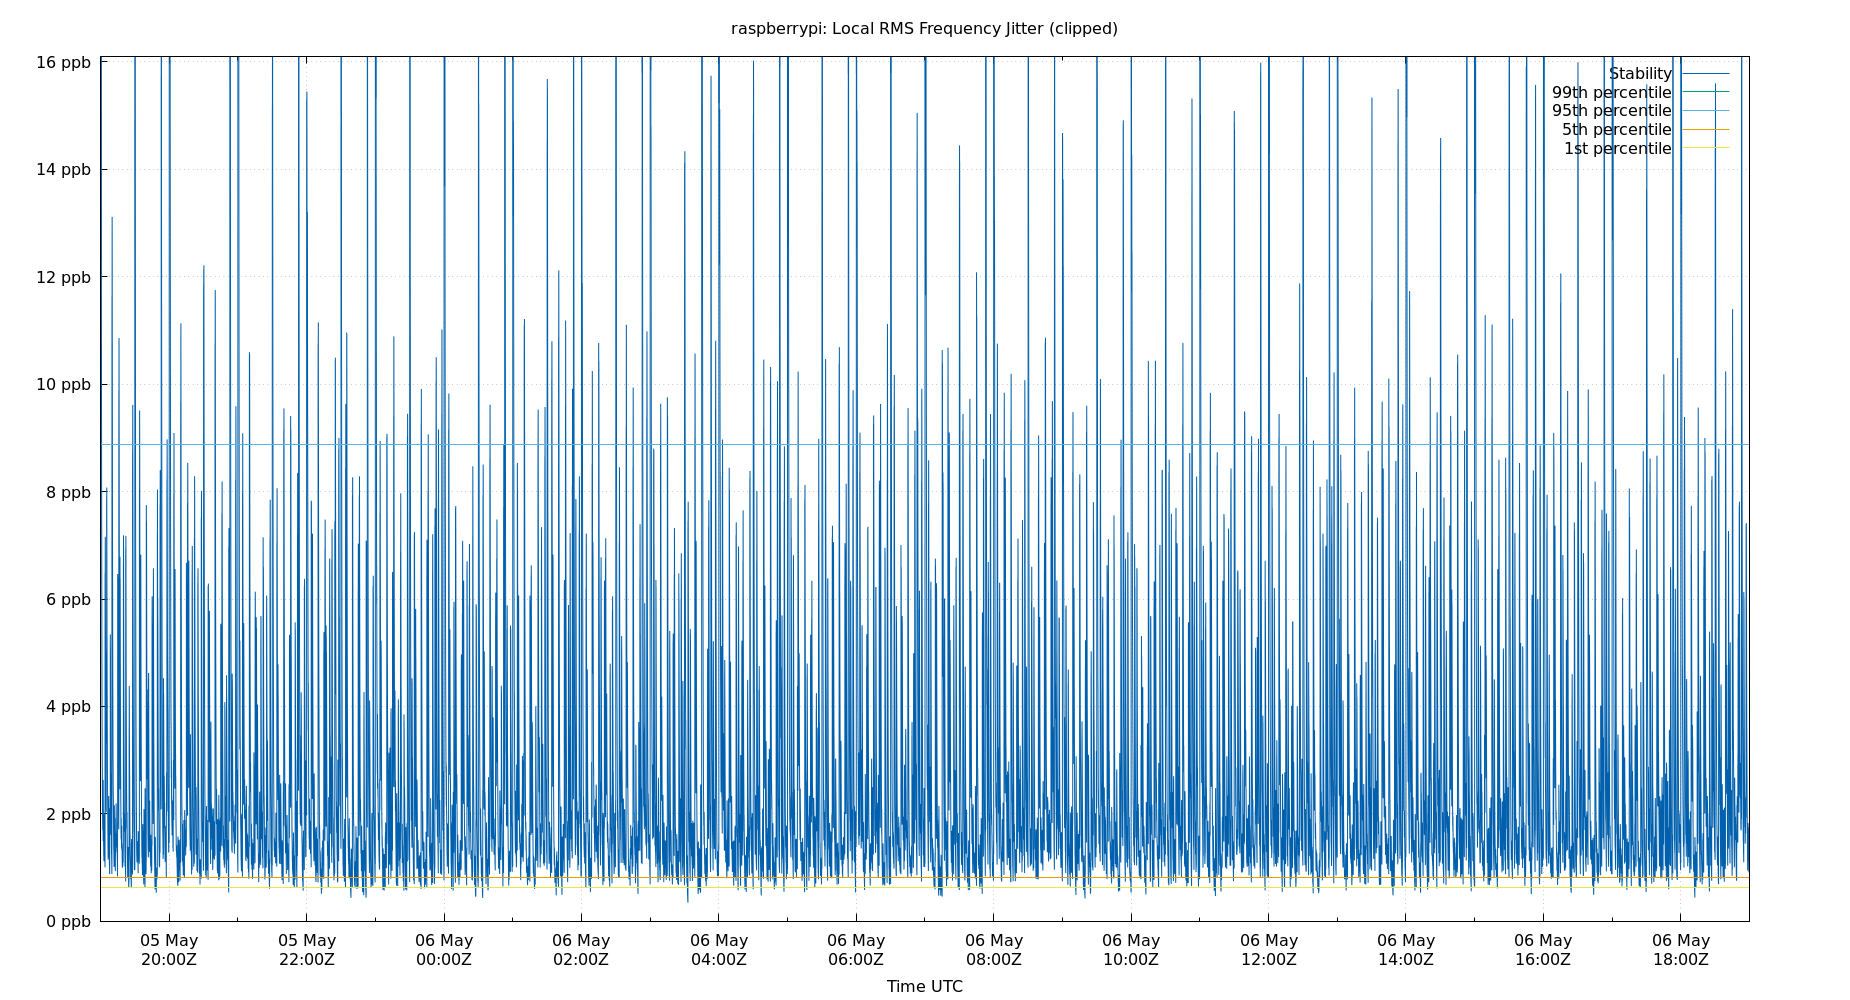 raspberrypi: Local RMS Frequency Jitter (clipped)
16 ppb
14 ppb
12 ppb
10 ppb
8 ppb
6 ppb
4 ppb
2 ppb
0 ppb
Stability
99th percentile
95th percentile
5th percentile
1st percentile
05 May 05 May 06 May 06 May 06 May 06 May 06 May 06 May 06 May 06 May 06 May 06 May
20:00Z 22:00Z 00:00Z 02:00Z 04:00Z 06:00Z 08:00Z 10:00Z 12:00Z 14:00Z 16:00Z 18:00Z
Time UTC